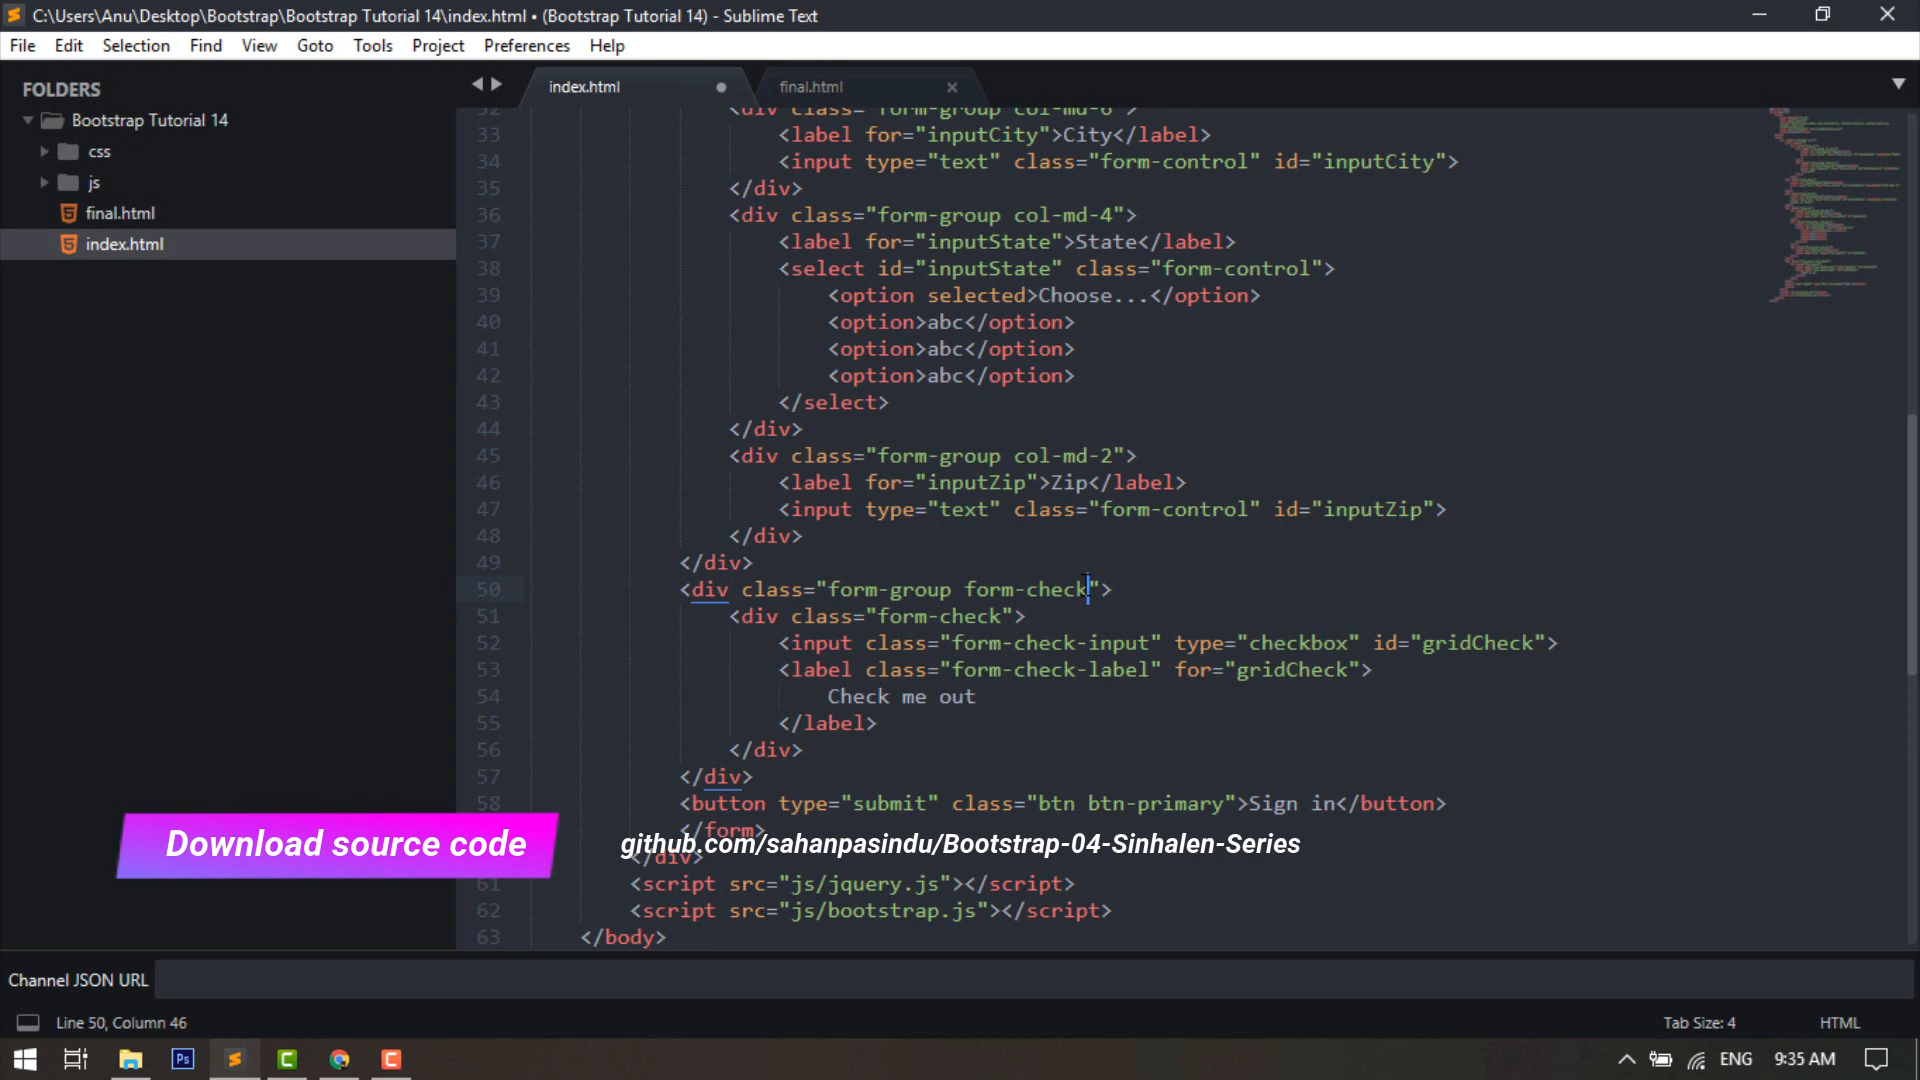 C:\Users\Anu\Desktop\Bootstrap\Bootstrap Tutorial 14\index.html • (Bootstrap Tutorial 14) - Sublime Text
File Edit Selection Find View Goto Tools Project Preferences Help
FOLDERS
Bootstrap Tutorial 14
css
js
final.html
index.html
index.html final.html
32 <div class="form-group col-md-6">
33 <label for="inputCity">City</label>
34 <input type="text" class="form-control" id="inputCity">
35 </div>
36 <div class="form-group col-md-4">
37 <label for="inputState">State</label>
38 <select id="inputState" class="form-control">
39 <option selected>Choose...</option>
40 <option>abc</option>
41 <option>abc</option>
42 <option>abc</option>
43 </select>
44 </div>
45 <div class="form-group col-md-2">
46 <label for="inputZip">Zip</label>
47 <input type="text" class="form-control" id="inputZip">
48 </div>
49 </div>
50 <div class="form-group form-check">
51 <div class="form-check">
52 <input class="form-check-input" type="checkbox" id="gridCheck">
53 <label class="form-check-label" for="gridCheck">
54 Check me out
55 </label>
56 </div>
57 </div>
58 <button type="submit" class="btn btn-primary">Sign in</button>
</form>
Download source code github.com/sahanpasindu/Bootstrap-04-Sinhalen-Series
</div>
61 <script src="js/jquery.js"></script>
62 <script src="js/bootstrap.js"></script>
63 </body>
Channel JSON URL
Line 50, Column 46 Tab Size: 4 HTML
Ps ENG 9:35 AM